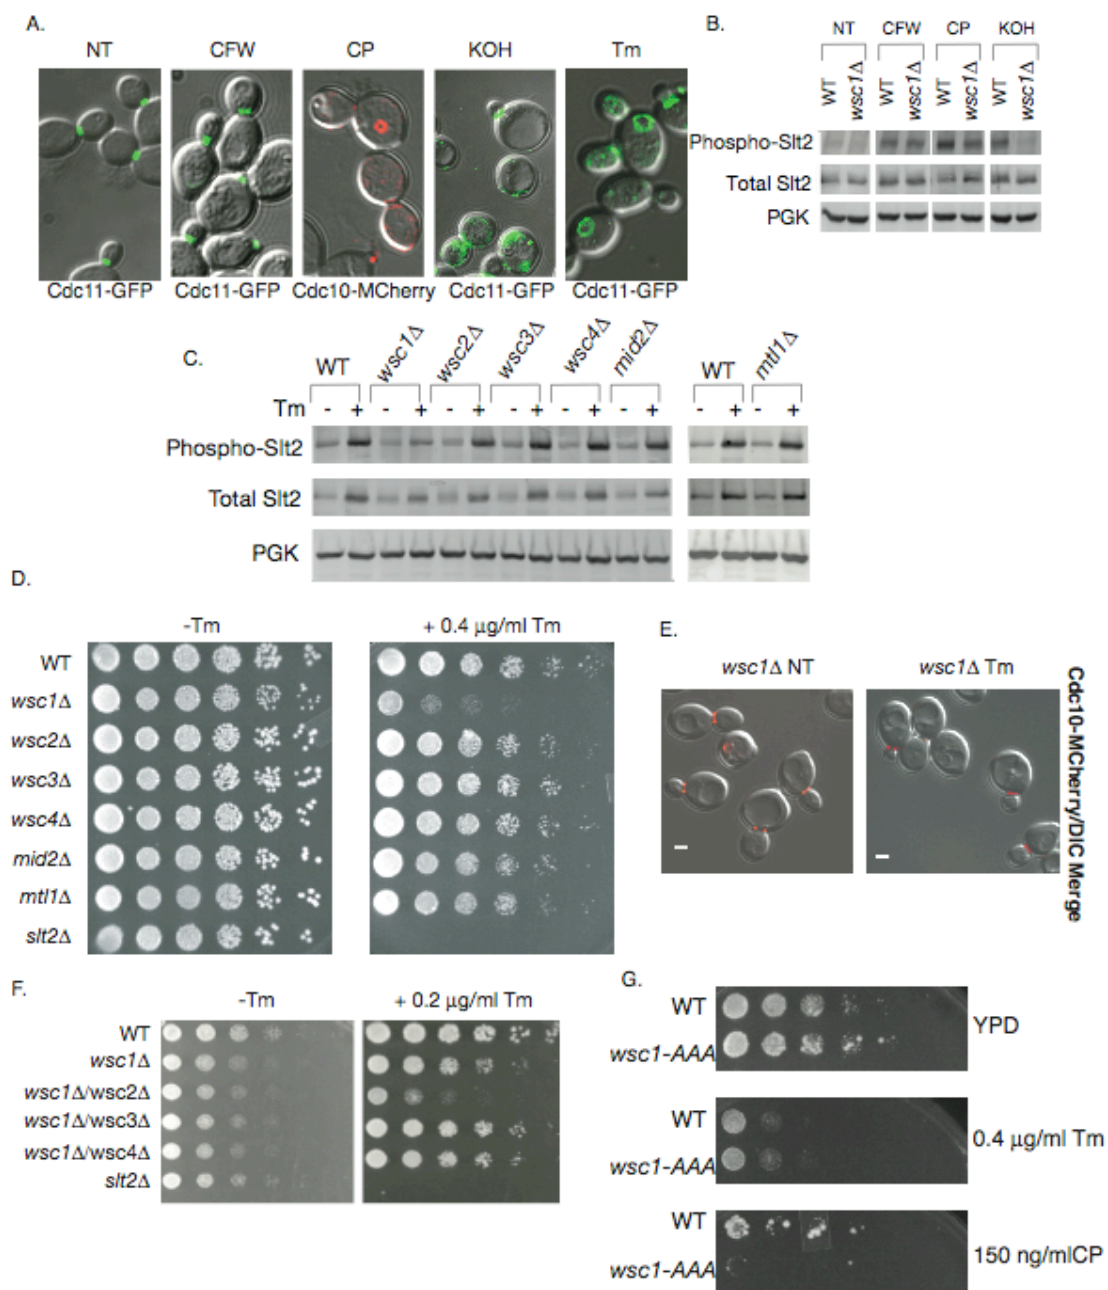 A.
NT CFW CP KOH Tm
Cdc11-GFP Cdc11-GFP Cdc10-MCherry Cdc11-GFP Cdc11-GFP
B.
NT CFW CP KOH
WT wsc1Δ WT wsc1Δ WT wsc1Δ WT wsc1Δ
Phospho-Slt2
Total Slt2
PGK
C.
WT wsc1Δ wsc2Δ wsc3Δ wsc4Δ mid2Δ WT mtl1Δ
Tm - + - + - + - + - + - + - + - +
Phospho-Slt2
Total Slt2
PGK
D.
-Tm + 0.4 μg/ml Tm
WT
wsc1Δ
wsc2Δ
wsc3Δ
wsc4Δ
mid2Δ
mtl1Δ
slt2Δ
E.
wsc1Δ NT wsc1Δ Tm
Cdc10-MCherry/DIC Merge
F.
-Tm + 0.2 μg/ml Tm
WT
wsc1Δ
wsc1Δ/wsc2Δ
wsc1Δ/wsc3Δ
wsc1Δ/wsc4Δ
slt2Δ
G.
WT
wsc1-AAA
YPD
WT
wsc1-AAA
0.4 μg/ml Tm
WT
wsc1-AAA
150 ng/mlCP